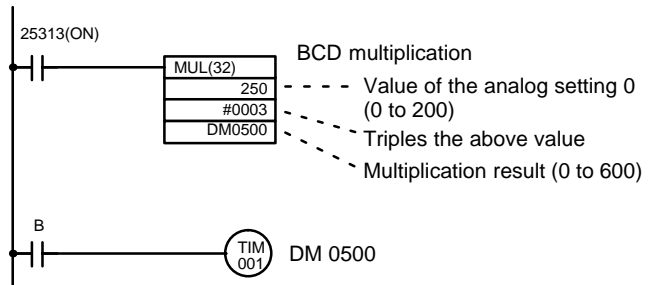 25313(ON)
MUL(32)
250
#0003
DM0500
BCD multiplication
Value of the analog setting 0
(0 to 200)
Triples the above value
Multiplication result (0 to 600)
B
TIM
001
DM 0500